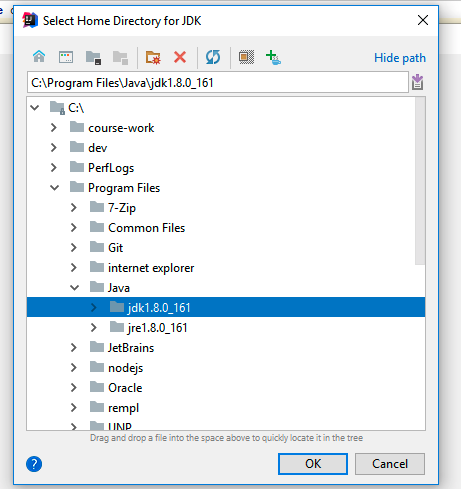 Select Home Directory for JDK
Hide path
C:\Program Files\Java\jdk1.8.0_161
C:\
course-work
dev
PerfLogs
Program Files
7-Zip
Common Files
Git
internet explorer
Java
jdk1.8.0_161
jre1.8.0_161
JetBrains
nodejs
Oracle
rempl
Drag and drop a file into the space above to quickly locate it in the tree
?
OK
Cancel